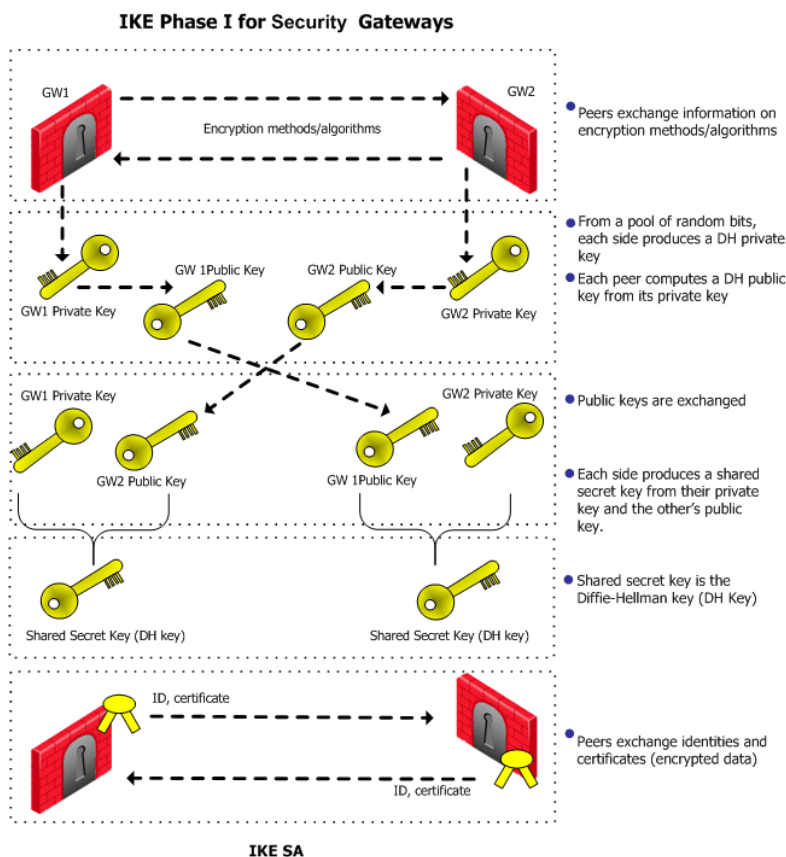 IKE Phase I for Security Gateways
GW1
GW2
Encryption methods/algorithms
Peers exchange information on
encryption methods/algorithms
From a pool of random bits,
each side produces a DH private
key
Each peer computes a DH public
key from its private key
GW1 Private Key
GW 1Public Key
GW2 Public Key
GW2 Private Key
GW1 Private Key
GW2 Public Key
GW 1Public Key
GW2 Private Key
Public keys are exchanged
Each side produces a shared
secret key from their private
key and the other's public
key.
Shared Secret Key (DH key)
Shared Secret Key (DH key)
Shared secret key is the
Diffie-Hellman key (DH Key)
ID, certificate
ID, certificate
Peers exchange identities and
certificates (encrypted data)
IKE SA